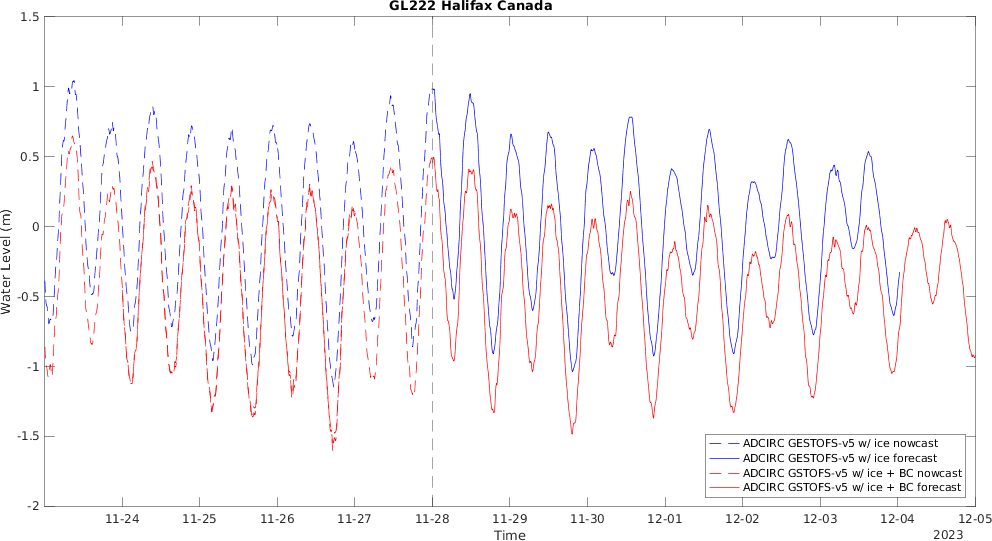 GL222 Halifax Canada
1.5
1
0.5
0
-0.5
-1
-1.5
-2
Water Level (m)
11-24 11-25 11-26 11-27 11-28 11-29 11-30 12-01 12-02 12-03 12-04 12-05
Time
2023
ADCIRC GESTOFS-v5 w/ ice nowcast
ADCIRC GESTOFS-v5 w/ ice forecast
ADCIRC GSTOFS-v5 w/ ice + BC nowcast
ADCIRC GSTOFS-v5 w/ ice + BC forecast